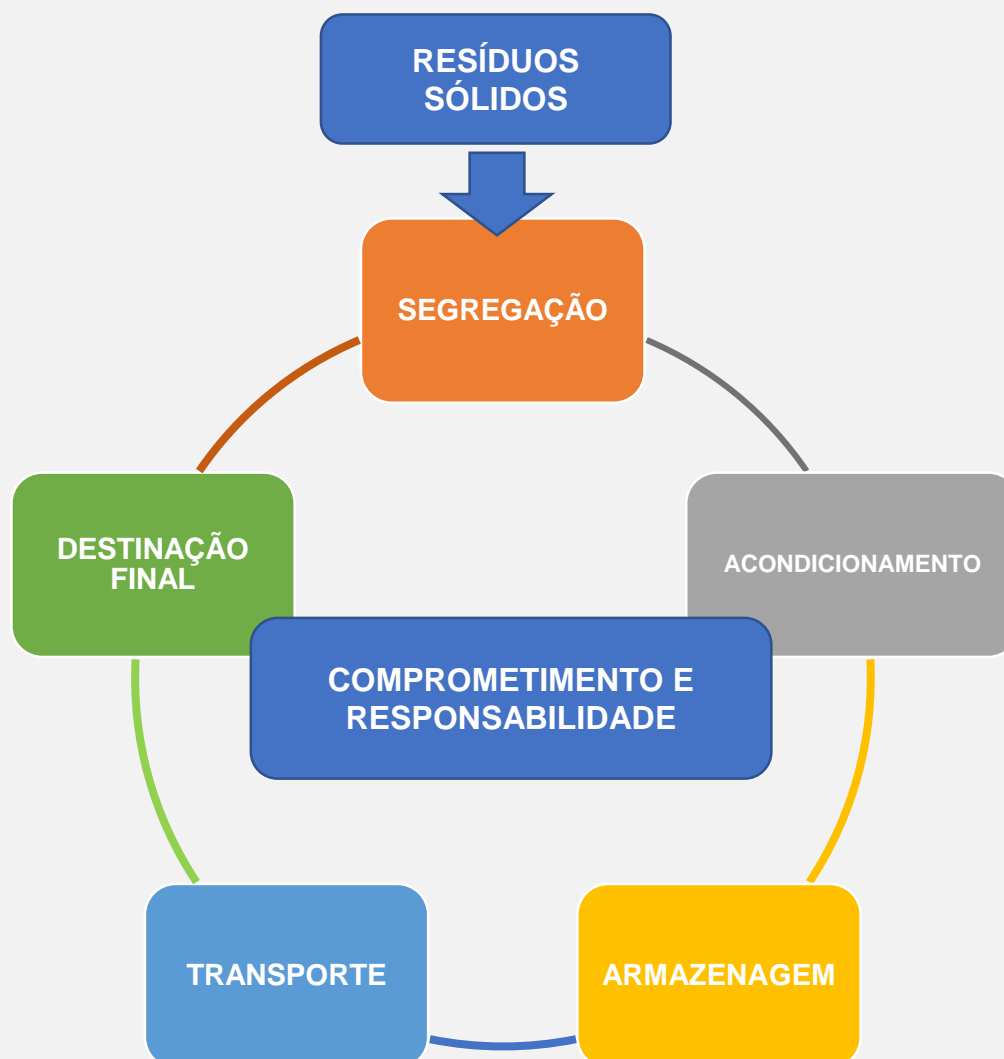 RESÍDUOS
SÓLIDOS
SEGREGAÇÃO
DESTINAÇÃO
FINAL
ACONDICIONAMENTO
COMPROMETIMENTO E
RESPONSABILIDADE
TRANSPORTE
ARMAZENAGEM